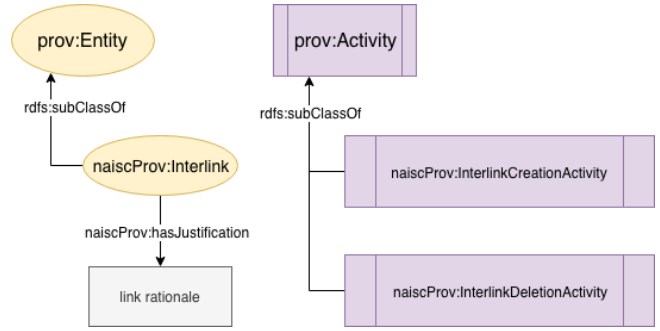 prov:Entity
prov:Activity
rdfs:subClassOf
rdfs:subClassOf
naiscProv:Interlink
naiscProv:InterlinkCreationActivity
naiscProv:hasJustification
link rationale
naiscProv:InterlinkDeletionActivity